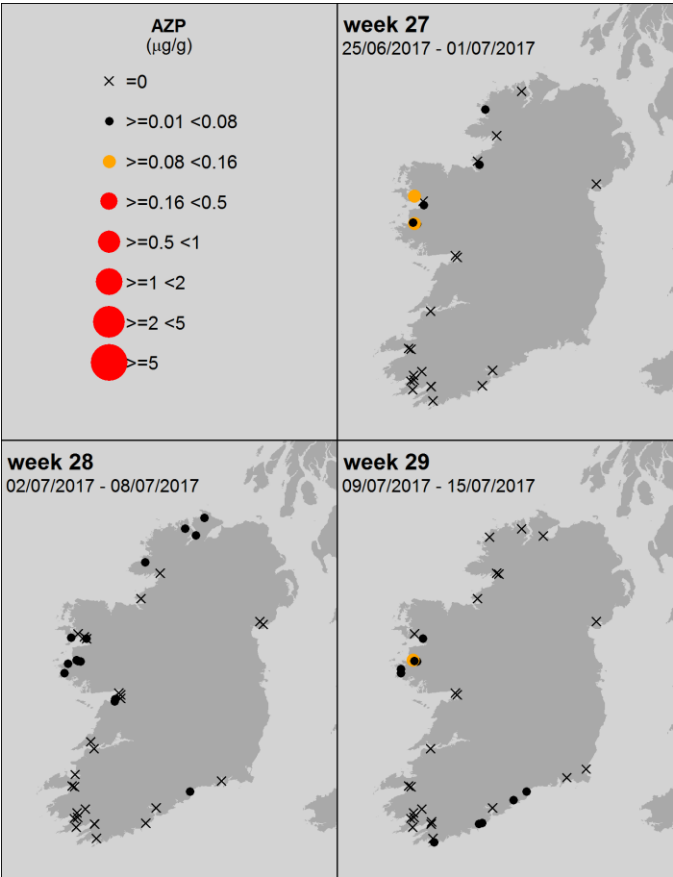 AZP
(µg/g)
=0
>=0.01 <0.08
>=0.08 <0.16
>=0.16 <0.5
>=0.5 <1
>=1 <2
>=2 <5
>=5
week 27
25/06/2017 - 01/07/2017
week 28
02/07/2017 - 08/07/2017
week 29
09/07/2017 - 15/07/2017